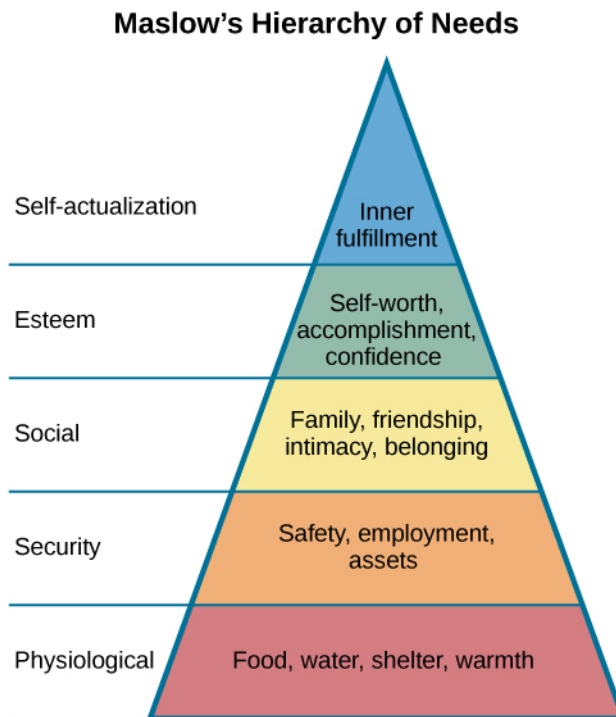 Maslow’s Hierarchy of Needs
Self-actualization
Inner
fulfillment
Esteem
Self-worth,
accomplishment,
confidence
Social
Family, friendship,
intimacy, belonging
Security
Safety, employment,
assets
Physiological
Food, water, shelter, warmth